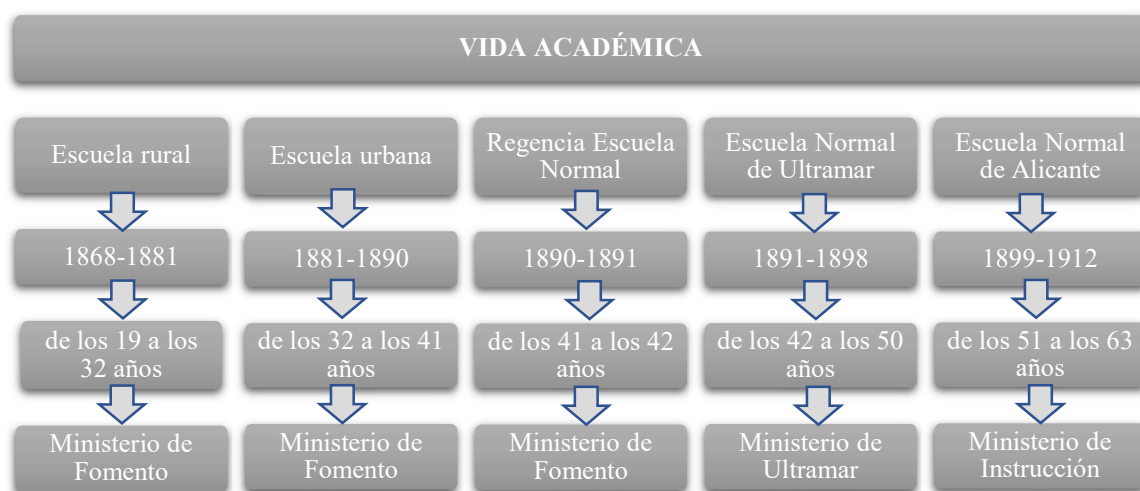 VIDA ACADÉMICA
Escuela rural
1868-1881
de los 19 a los
32 años
Ministerio de
Fomento
Escuela urbana
1881-1890
de los 32 a los 41
años
Ministerio de
Fomento
Regencia Escuela
Normal
1890-1891
de los 41 a los 42
años
Ministerio de
Fomento
Escuela Normal
de Ultramar
1891-1898
de los 42 a los 50
años
Ministerio de
Ultramar
Escuela Normal
de Alicante
1899-1912
de los 51 a los 63
años
Ministerio de
Instrucción